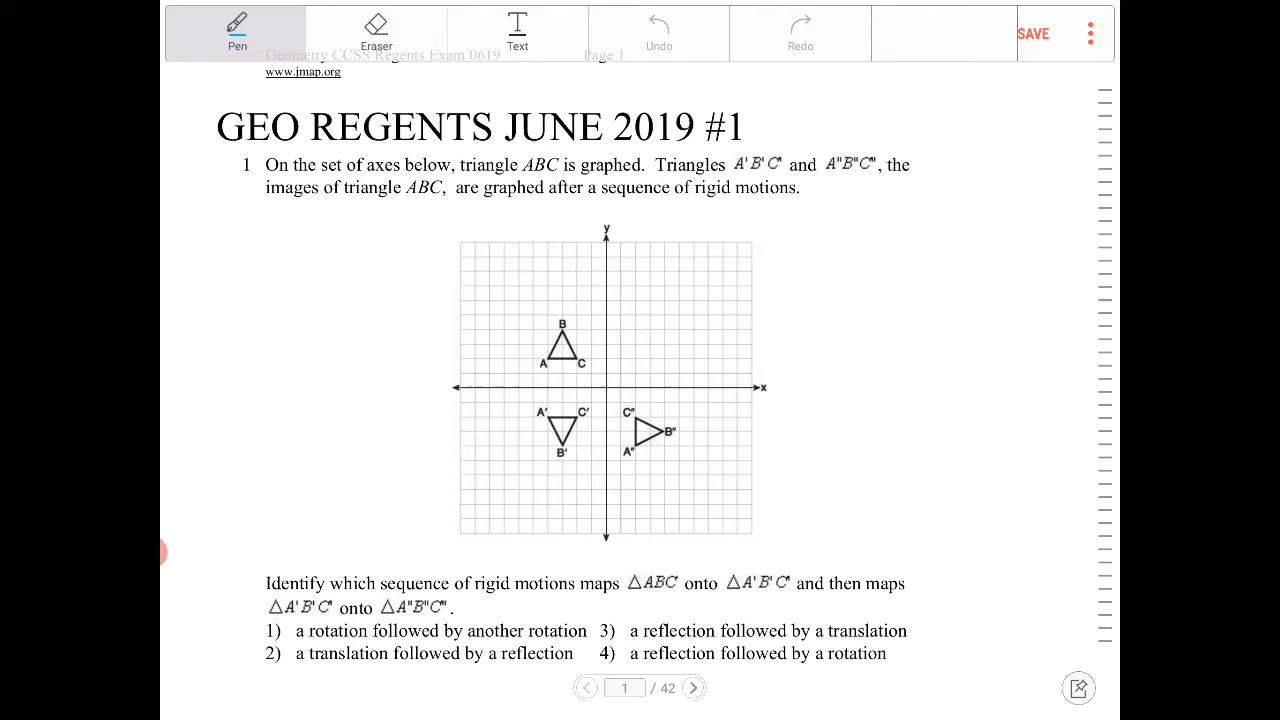 Pen
Eraser
Text
Undo
Redo
SAVE
Geometry CCSS Regents Exam 0619 Page 1
www.jmap.org
GEO REGENTS JUNE 2019 #1
1 On the set of axes below, triangle ABC is graphed. Triangles A'B'C' and A"B"C", the
images of triangle ABC, are graphed after a sequence of rigid motions.
y
B
A
C
x
A'
C'
B'
C"
B"
A"
Identify which sequence of rigid motions maps △ABC onto △A'B'C' and then maps
△A'B'C' onto △A"B"C".
1) a rotation followed by another rotation 3) a reflection followed by a translation
2) a translation followed by a reflection 4) a reflection followed by a rotation
1 / 42